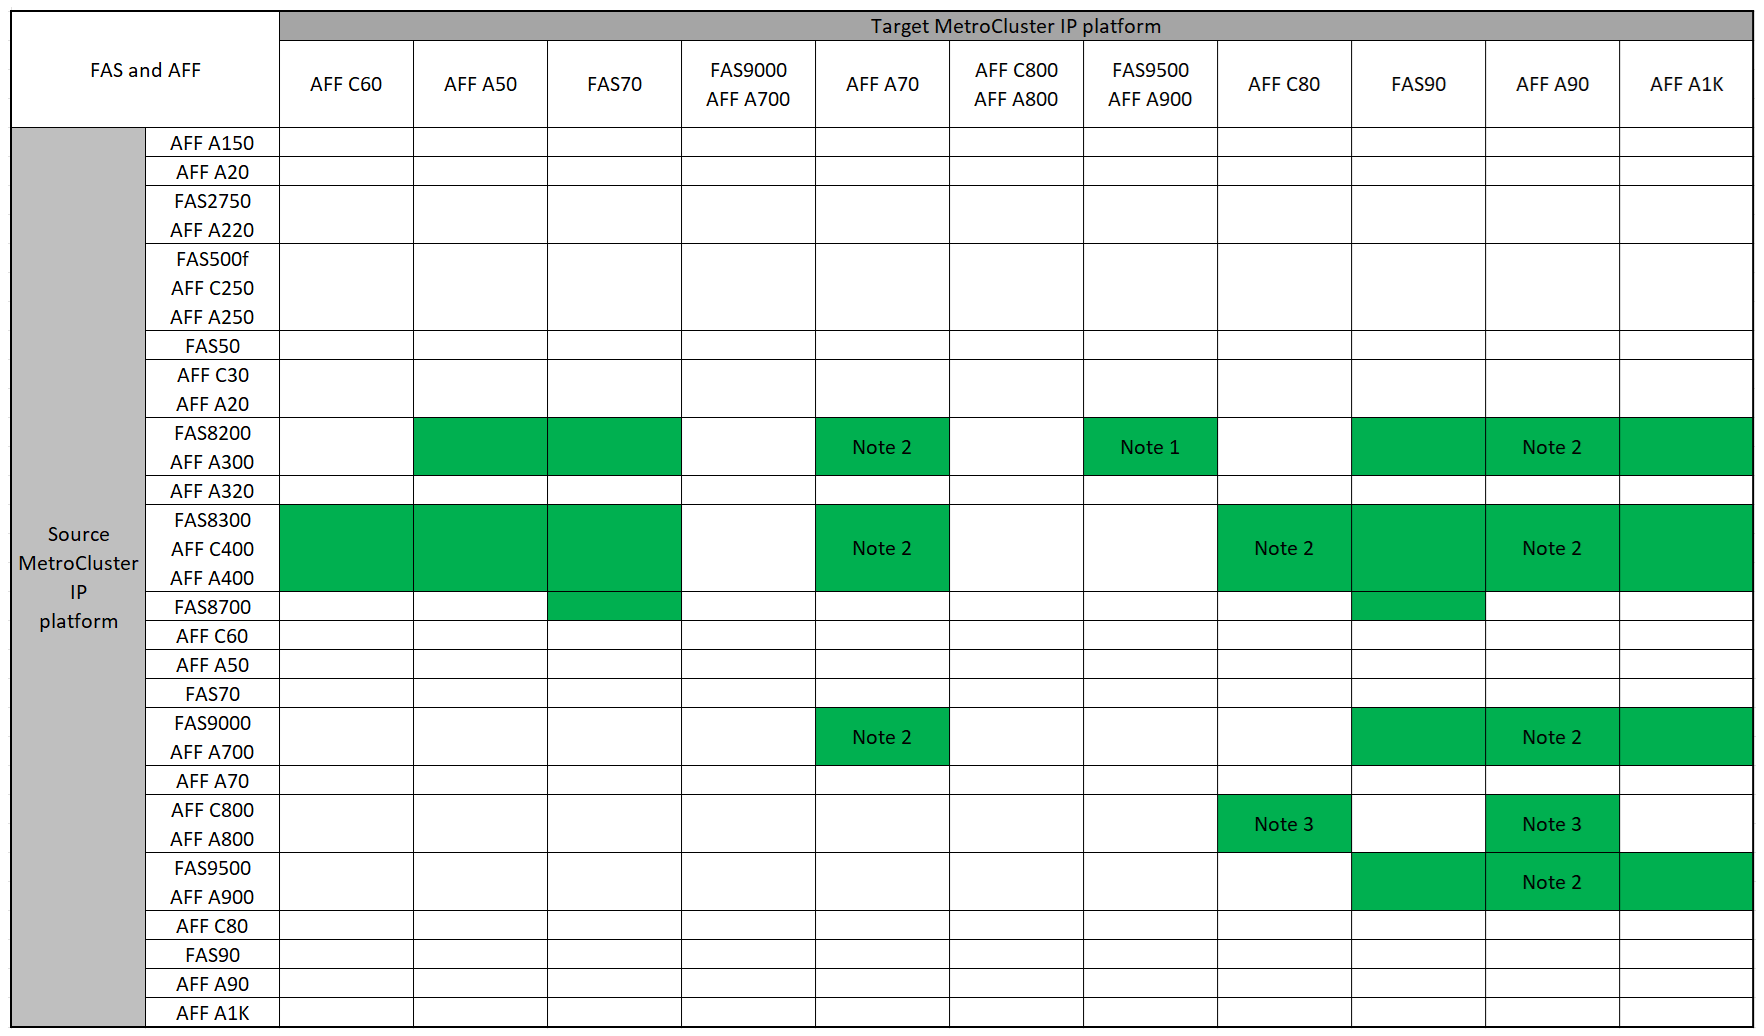 Target MetroCluster IP platform
FAS and AFF
AFF C60
AFF A50
FAS70
FAS9000
AFF A700
AFF A70
AFF C800
AFF A800
FAS9500
AFF A900
AFF C80
FAS90
AFF A90
AFF A1K
Source
MetroCluster
IP
platform
AFF A150
AFF A20
FAS2750
AFF A220
FAS500f
AFF C250
AFF A250
FAS50
AFF C30
AFF A20
FAS8200
AFF A300
Note 2
Note 1
Note 2
AFF A320
FAS8300
AFF C400
AFF A400
Note 2
Note 2
Note 2
FAS8700
AFF C60
AFF A50
FAS70
FAS9000
AFF A700
Note 2
Note 2
AFF A70
AFF C800
AFF A800
Note 3
Note 3
FAS9500
AFF A900
Note 2
AFF C80
FAS90
AFF A90
AFF A1K